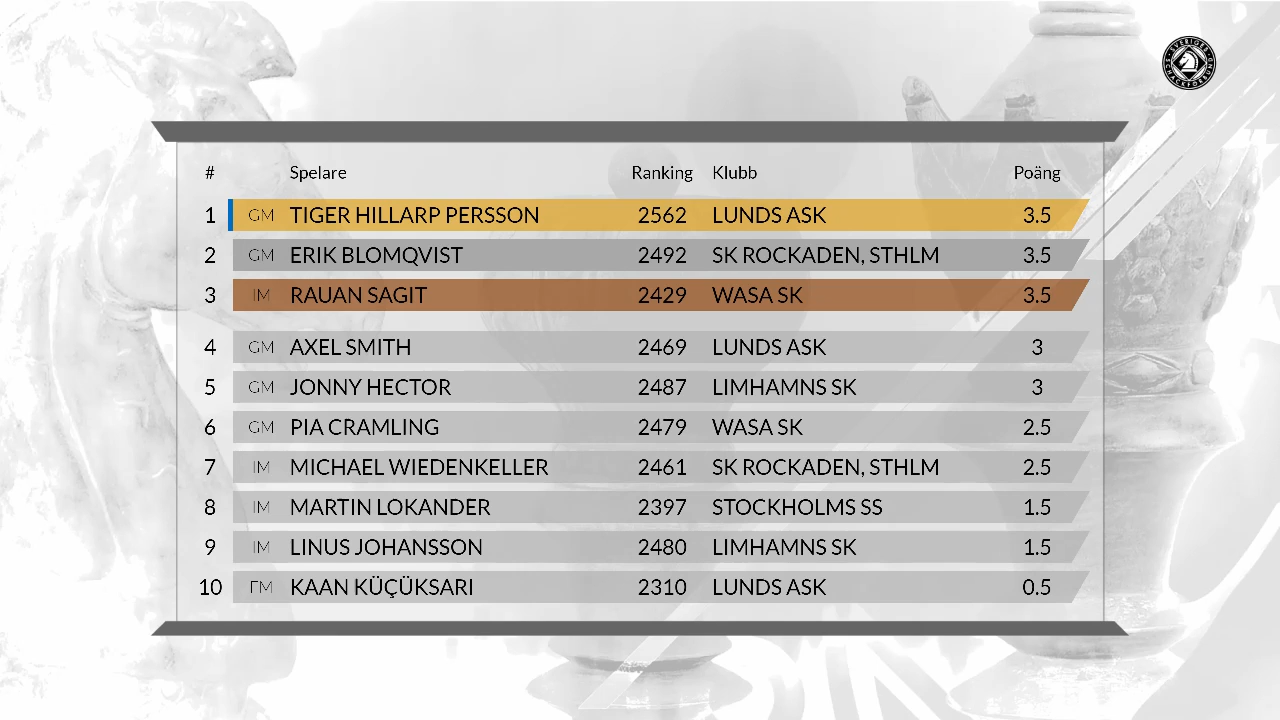 SVERIGES SCHACKFÖRBUND
# Spelare Ranking Klubb Poäng
1 GM TIGER HILLARP PERSSON 2562 LUNDS ASK 3.5
2 GM ERIK BLOMQVIST 2492 SK ROCKADEN, STHLM 3.5
3 IM RAUAN SAGIT 2429 WASA SK 3.5
4 GM AXEL SMITH 2469 LUNDS ASK 3
5 GM JONNY HECTOR 2487 LIMHAMNS SK 3
6 GM PIA CRAMLING 2479 WASA SK 2.5
7 IM MICHAEL WIEDENKELLER 2461 SK ROCKADEN, STHLM 2.5
8 IM MARTIN LOKANDER 2397 STOCKHOLMS SS 1.5
9 IM LINUS JOHANSSON 2480 LIMHAMNS SK 1.5
10 FM KAAN KÜÇÜKSARI 2310 LUNDS ASK 0.5